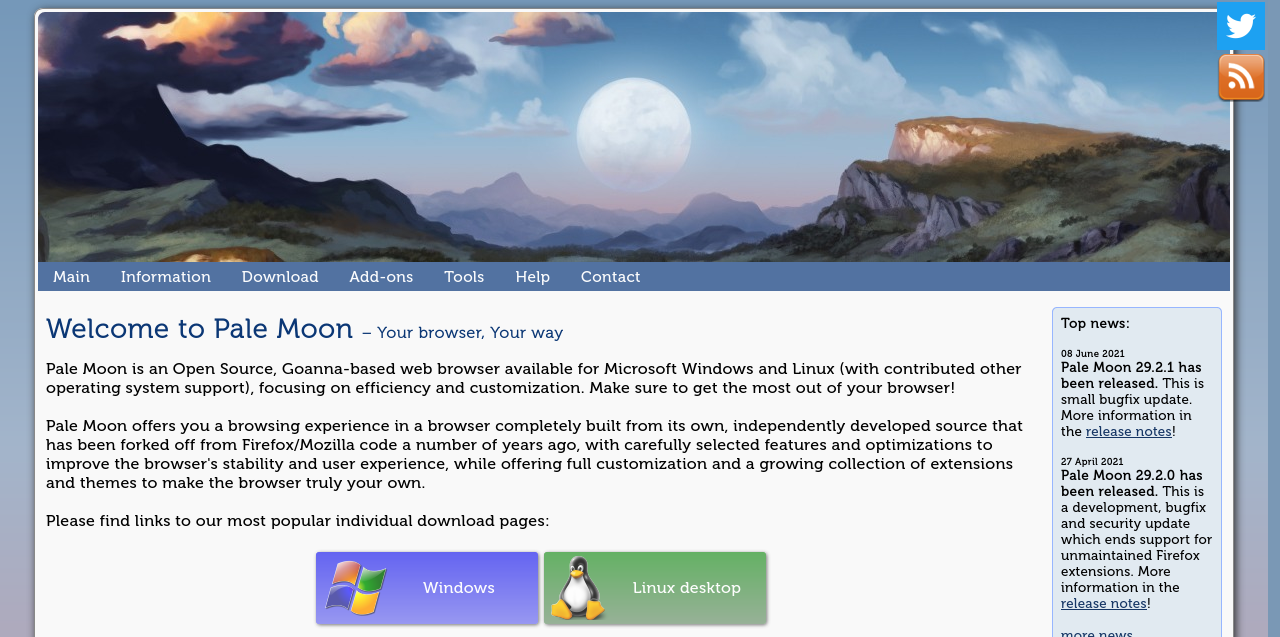 Main
Information
Download
Add-ons
Tools
Help
Contact
Welcome to Pale Moon – Your browser, Your way
Pale Moon is an Open Source, Goanna-based web browser available for Microsoft Windows and Linux (with contributed other
operating system support), focusing on efficiency and customization. Make sure to get the most out of your browser!
Pale Moon offers you a browsing experience in a browser completely built from its own, independently developed source that
has been forked off from Firefox/Mozilla code a number of years ago, with carefully selected features and optimizations to
improve the browser's stability and user experience, while offering full customization and a growing collection of extensions
and themes to make the browser truly your own.
Please find links to our most popular individual download pages:
Windows
Linux desktop
Top news:
08 June 2021
Pale Moon 29.2.1 has
been released. This is
small bugfix update.
More information in
the release notes!
27 April 2021
Pale Moon 29.2.0 has
been released. This is
a development, bugfix
and security update
which ends support for
unmaintained Firefox
extensions. More
information in the
release notes!
more news